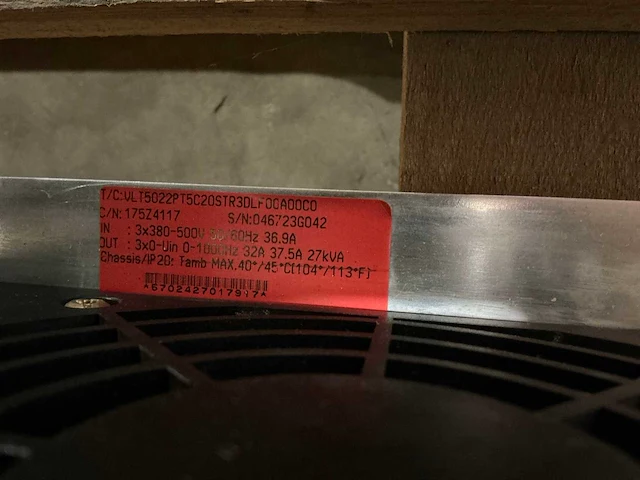 T/C:VLT5022PT5C20STR3DLF00A00C0
C/N:175Z4117 S/N:046723G042
IN : 3x380-500V 50/60Hz 36.9A
OUT : 3x0-Uin 0-1000Hz 32A 37.5A 27kVA
Chassis/IP20: Tamb MAX.40°/45°C(104°/113°F)